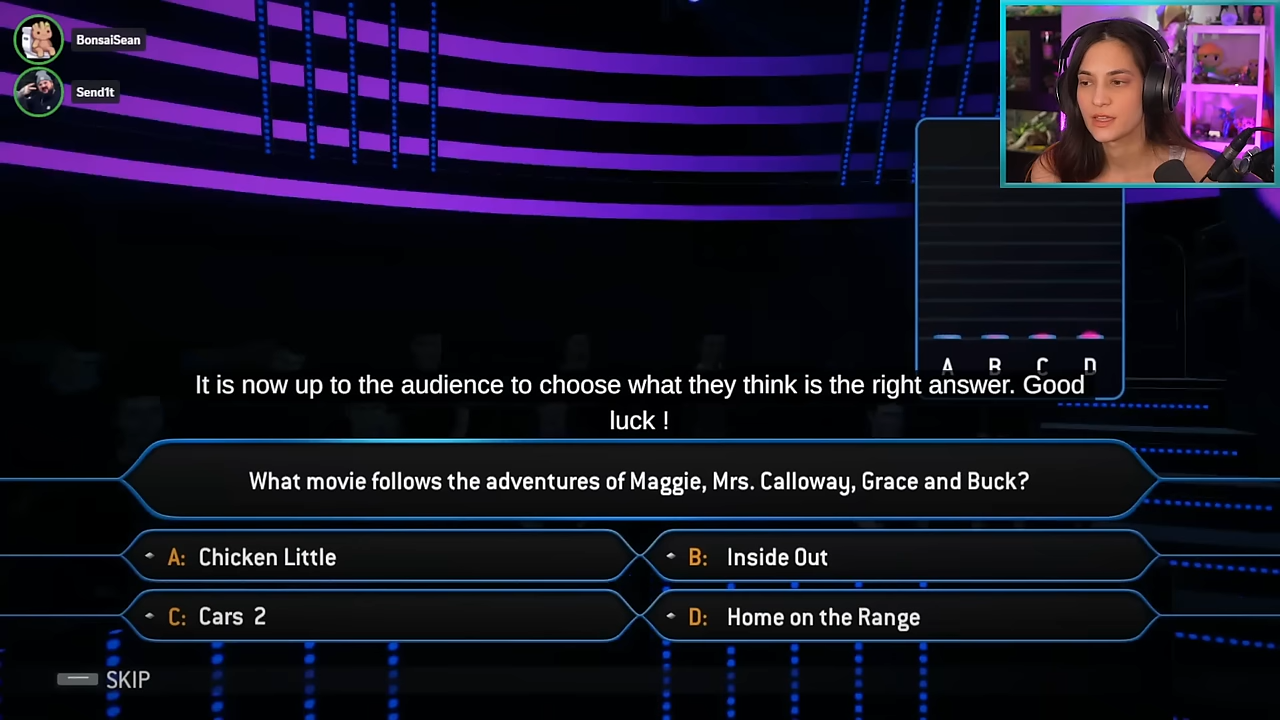 BonsaiSean
Send1t
A B C D
It is now up to the audience to choose what they think is the right answer. Good
luck !
What movie follows the adventures of Maggie, Mrs. Calloway, Grace and Buck?
A: Chicken Little
B: Inside Out
C: Cars 2
D: Home on the Range
SKIP